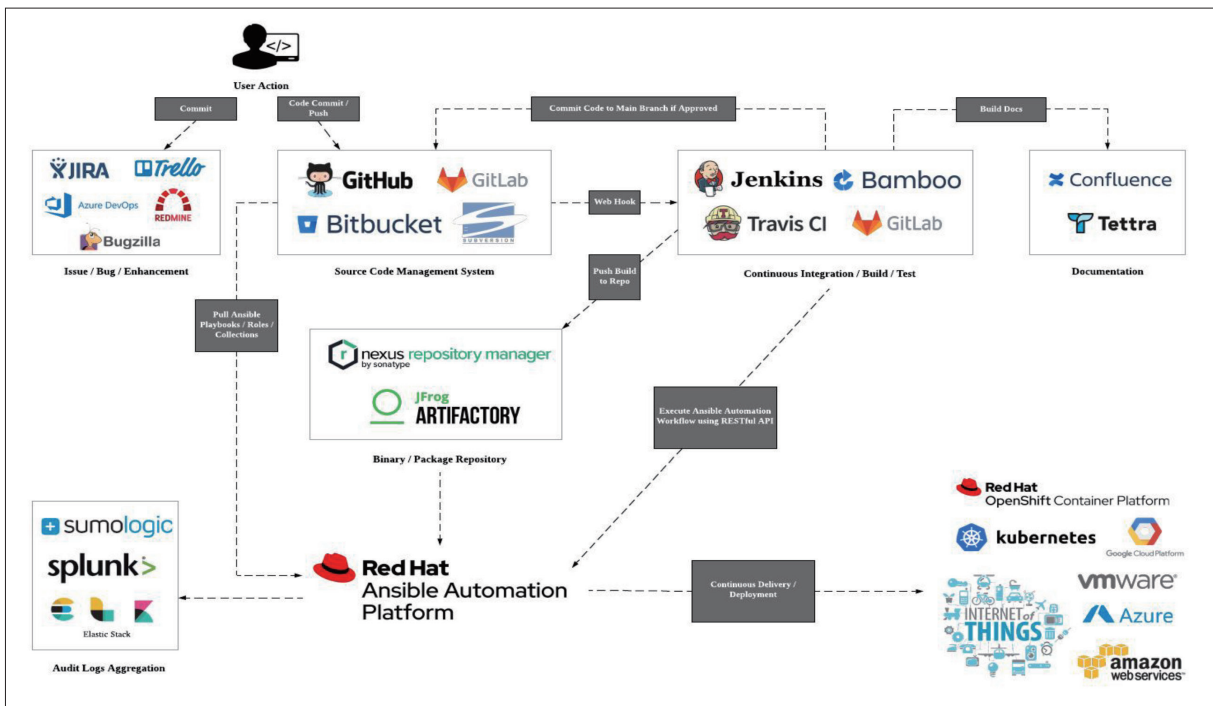 </>
User Action
Commit
Code Commit /
Push
Commit Code to Main Branch if Approved
Build Docs
JIRA
Trello
Azure DevOps
REDMINE
Bugzilla
Issue / Bug / Enhancement
GitHub
GitLab
Bitbucket
SUBVERSION
Source Code Management System
Web Hook
Jenkins
Bamboo
Travis CI
GitLab
Continuous Integration / Build / Test
Confluence
Tettra
Documentation
Push Build
to Repo
Pull Ansible
Playbooks / Roles /
Collections
r
nexus repository manager
by sonatype
JFrog
ARTIFACTORY
Binary / Package Repository
Execute Ansible Automation
Workflow using RESTful API
sumologic
splunk>
Elastic Stack
Audit Logs Aggregation
Red Hat
Ansible Automation
Platform
Continuous Delivery /
Deployment
Red Hat
OpenShift Container Platform
kubernetes
Google Cloud Platform
vmware®
INTERNET of
THINGS
Azure
amazon
webservices™